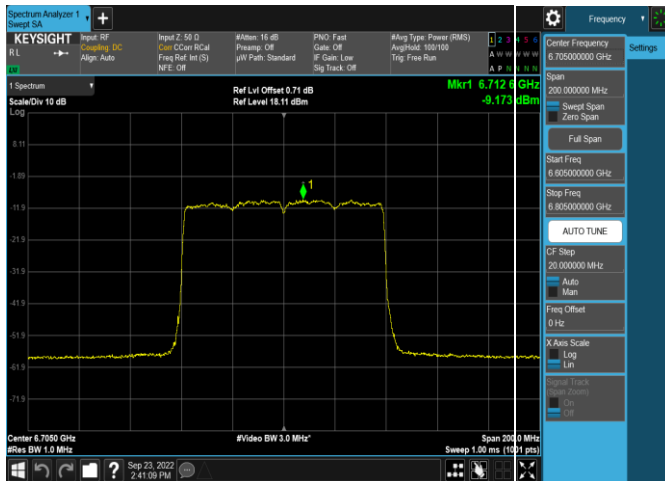 Spectrum Analyzer 1
Swept SA
+
Frequency
KEYSIGHT
RL
Input: RF
Coupling: DC
Align: Auto
Input Z: 50 Ω
Corr CCorr RCal
Freq Ref: Int (S)
NFE: Off
#Atten: 16 dB
Preamp: Off
µW Path: Standard
PNO: Fast
Gate: Off
IF Gain: Low
Sig Track: Off
#Avg Type: Power (RMS)
Avg|Hold: 100/100
Trig: Free Run
1 2 3 4 5 6
A W W W W W
A P N N N N
1 Spectrum
Scale/Div 10 dB
Log
Ref Lvl Offset 0.71 dB
Ref Level 18.11 dBm
Mkr1 6.712 6 GHz
-9.173 dBm
8.11
-1.89
-11.9
-21.9
-31.9
-41.9
-51.9
-61.9
-71.9
1
Center 6.7050 GHz
#Res BW 1.0 MHz
#Video BW 3.0 MHz*
Span 200.0 MHz
Sweep 1.00 ms (1001 pts)
Sep 23, 2022
2:41:09 PM
Center Frequency
6.705000000 GHz
Span
200.000000 MHz
Swept Span
Zero Span
Full Span
Start Freq
6.605000000 GHz
Stop Freq
6.805000000 GHz
AUTO TUNE
CF Step
20.000000 MHz
Auto
Man
Freq Offset
0 Hz
X Axis Scale
Log
Lin
Signal Track
(Span Zoom)
On
Off
Settings